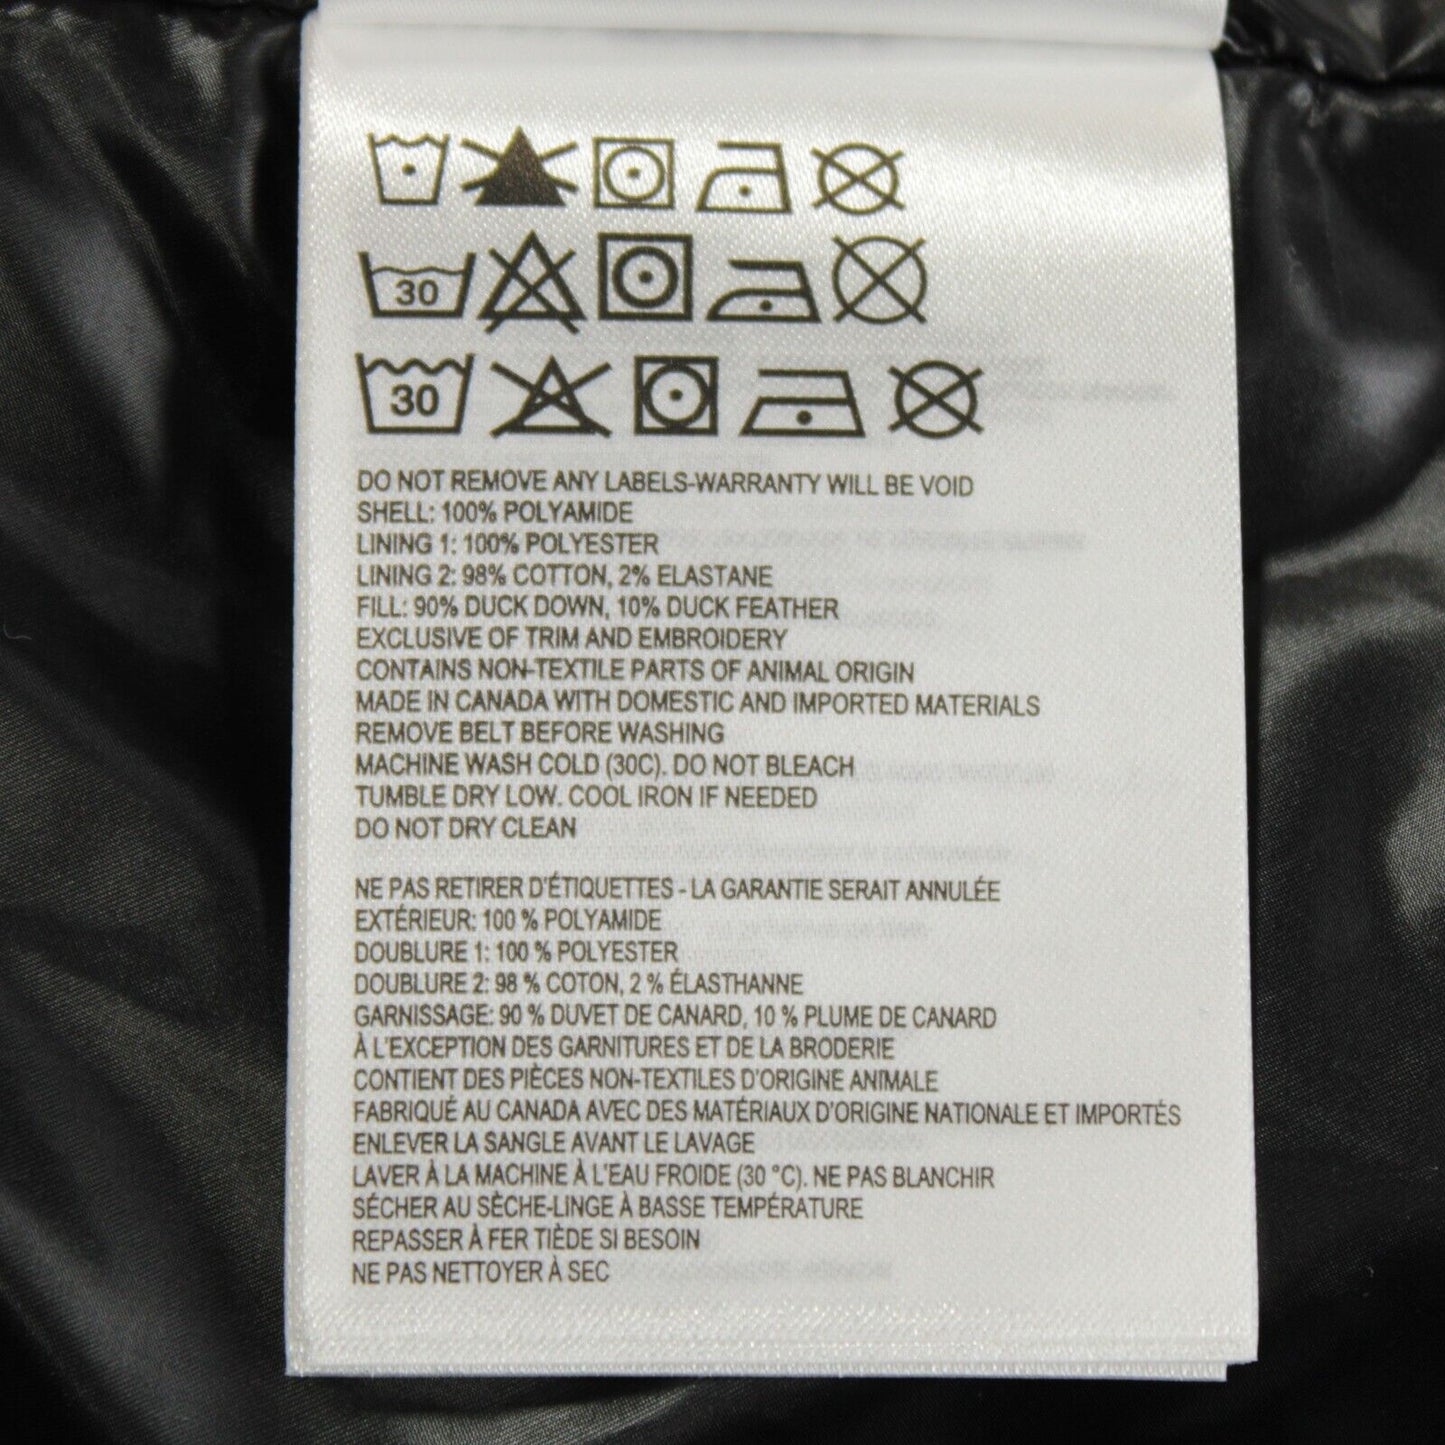 30
30
DO NOT REMOVE ANY LABELS-WARRANTY WILL BE VOID
SHELL: 100% POLYAMIDE
LINING 1: 100% POLYESTER
LINING 2: 98% COTTON, 2% ELASTANE
FILL: 90% DUCK DOWN, 10% DUCK FEATHER
EXCLUSIVE OF TRIM AND EMBROIDERY
CONTAINS NON-TEXTILE PARTS OF ANIMAL ORIGIN
MADE IN CANADA WITH DOMESTIC AND IMPORTED MATERIALS
REMOVE BELT BEFORE WASHING
MACHINE WASH COLD (30C). DO NOT BLEACH
TUMBLE DRY LOW. COOL IRON IF NEEDED
DO NOT DRY CLEAN
NE PAS RETIRER D'ÉTIQUETTES - LA GARANTIE SERAIT ANNULÉE
EXTÉRIEUR: 100 % POLYAMIDE
DOUBLURE 1: 100 % POLYESTER
DOUBLURE 2: 98 % COTON, 2 % ÉLASTHANNE
GARNISSAGE: 90 % DUVET DE CANARD, 10 % PLUME DE CANARD
À L'EXCEPTION DES GARNITURES ET DE LA BRODERIE
CONTIENT DES PIÈCES NON-TEXTILES D'ORIGINE ANIMALE
FABRIQUÉ AU CANADA AVEC DES MATÉRIAUX D'ORIGINE NATIONALE ET IMPORTÉS
ENLEVER LA SANGLE AVANT LE LAVAGE
LAVER À LA MACHINE À L'EAU FROIDE (30 °C). NE PAS BLANCHIR
SÉCHER AU SÈCHE-LINGE À BASSE TEMPÉRATURE
REPASSER À FER TIÈDE SI BESOIN
NE PAS NETTOYER À SEC